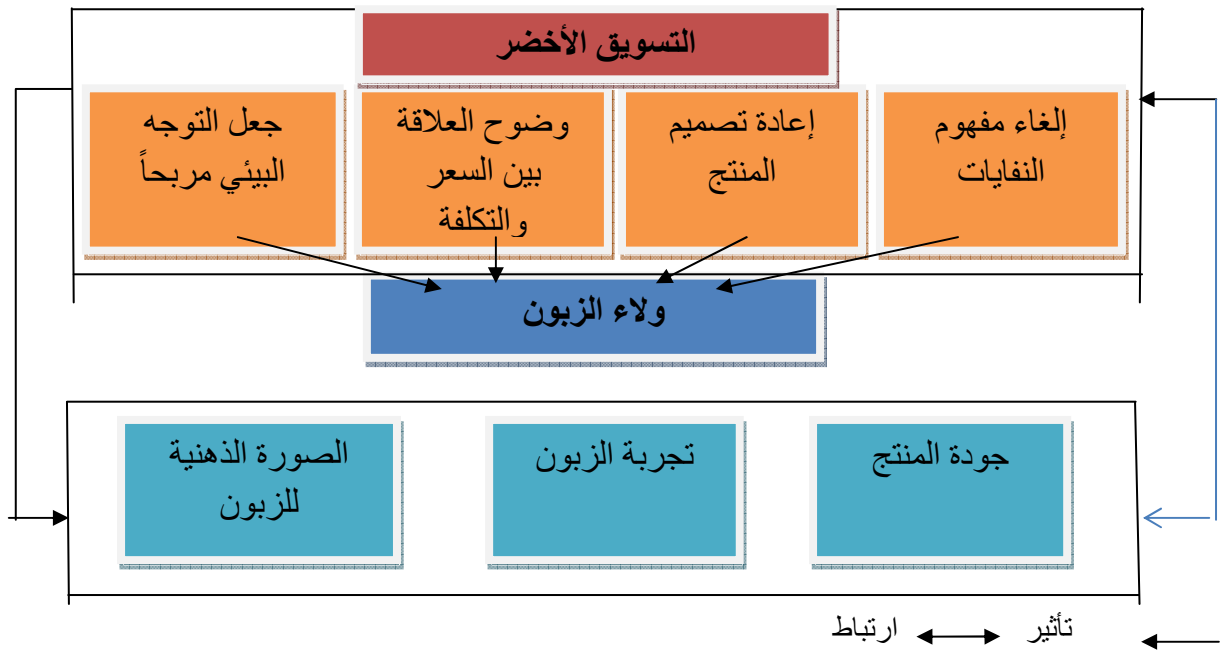 التسويق الأخضر
إلغاء مفهوم
النفايات
إعادة تصميم
المنتج
وضوح العلاقة
بين السعر
والتكلفة
جعل التوجه
البيئي مربحاً
ولاء الزبون
جودة المنتج
تجربة الزبون
الصورة الذهنية
للزبون
تأثير
ارتباط